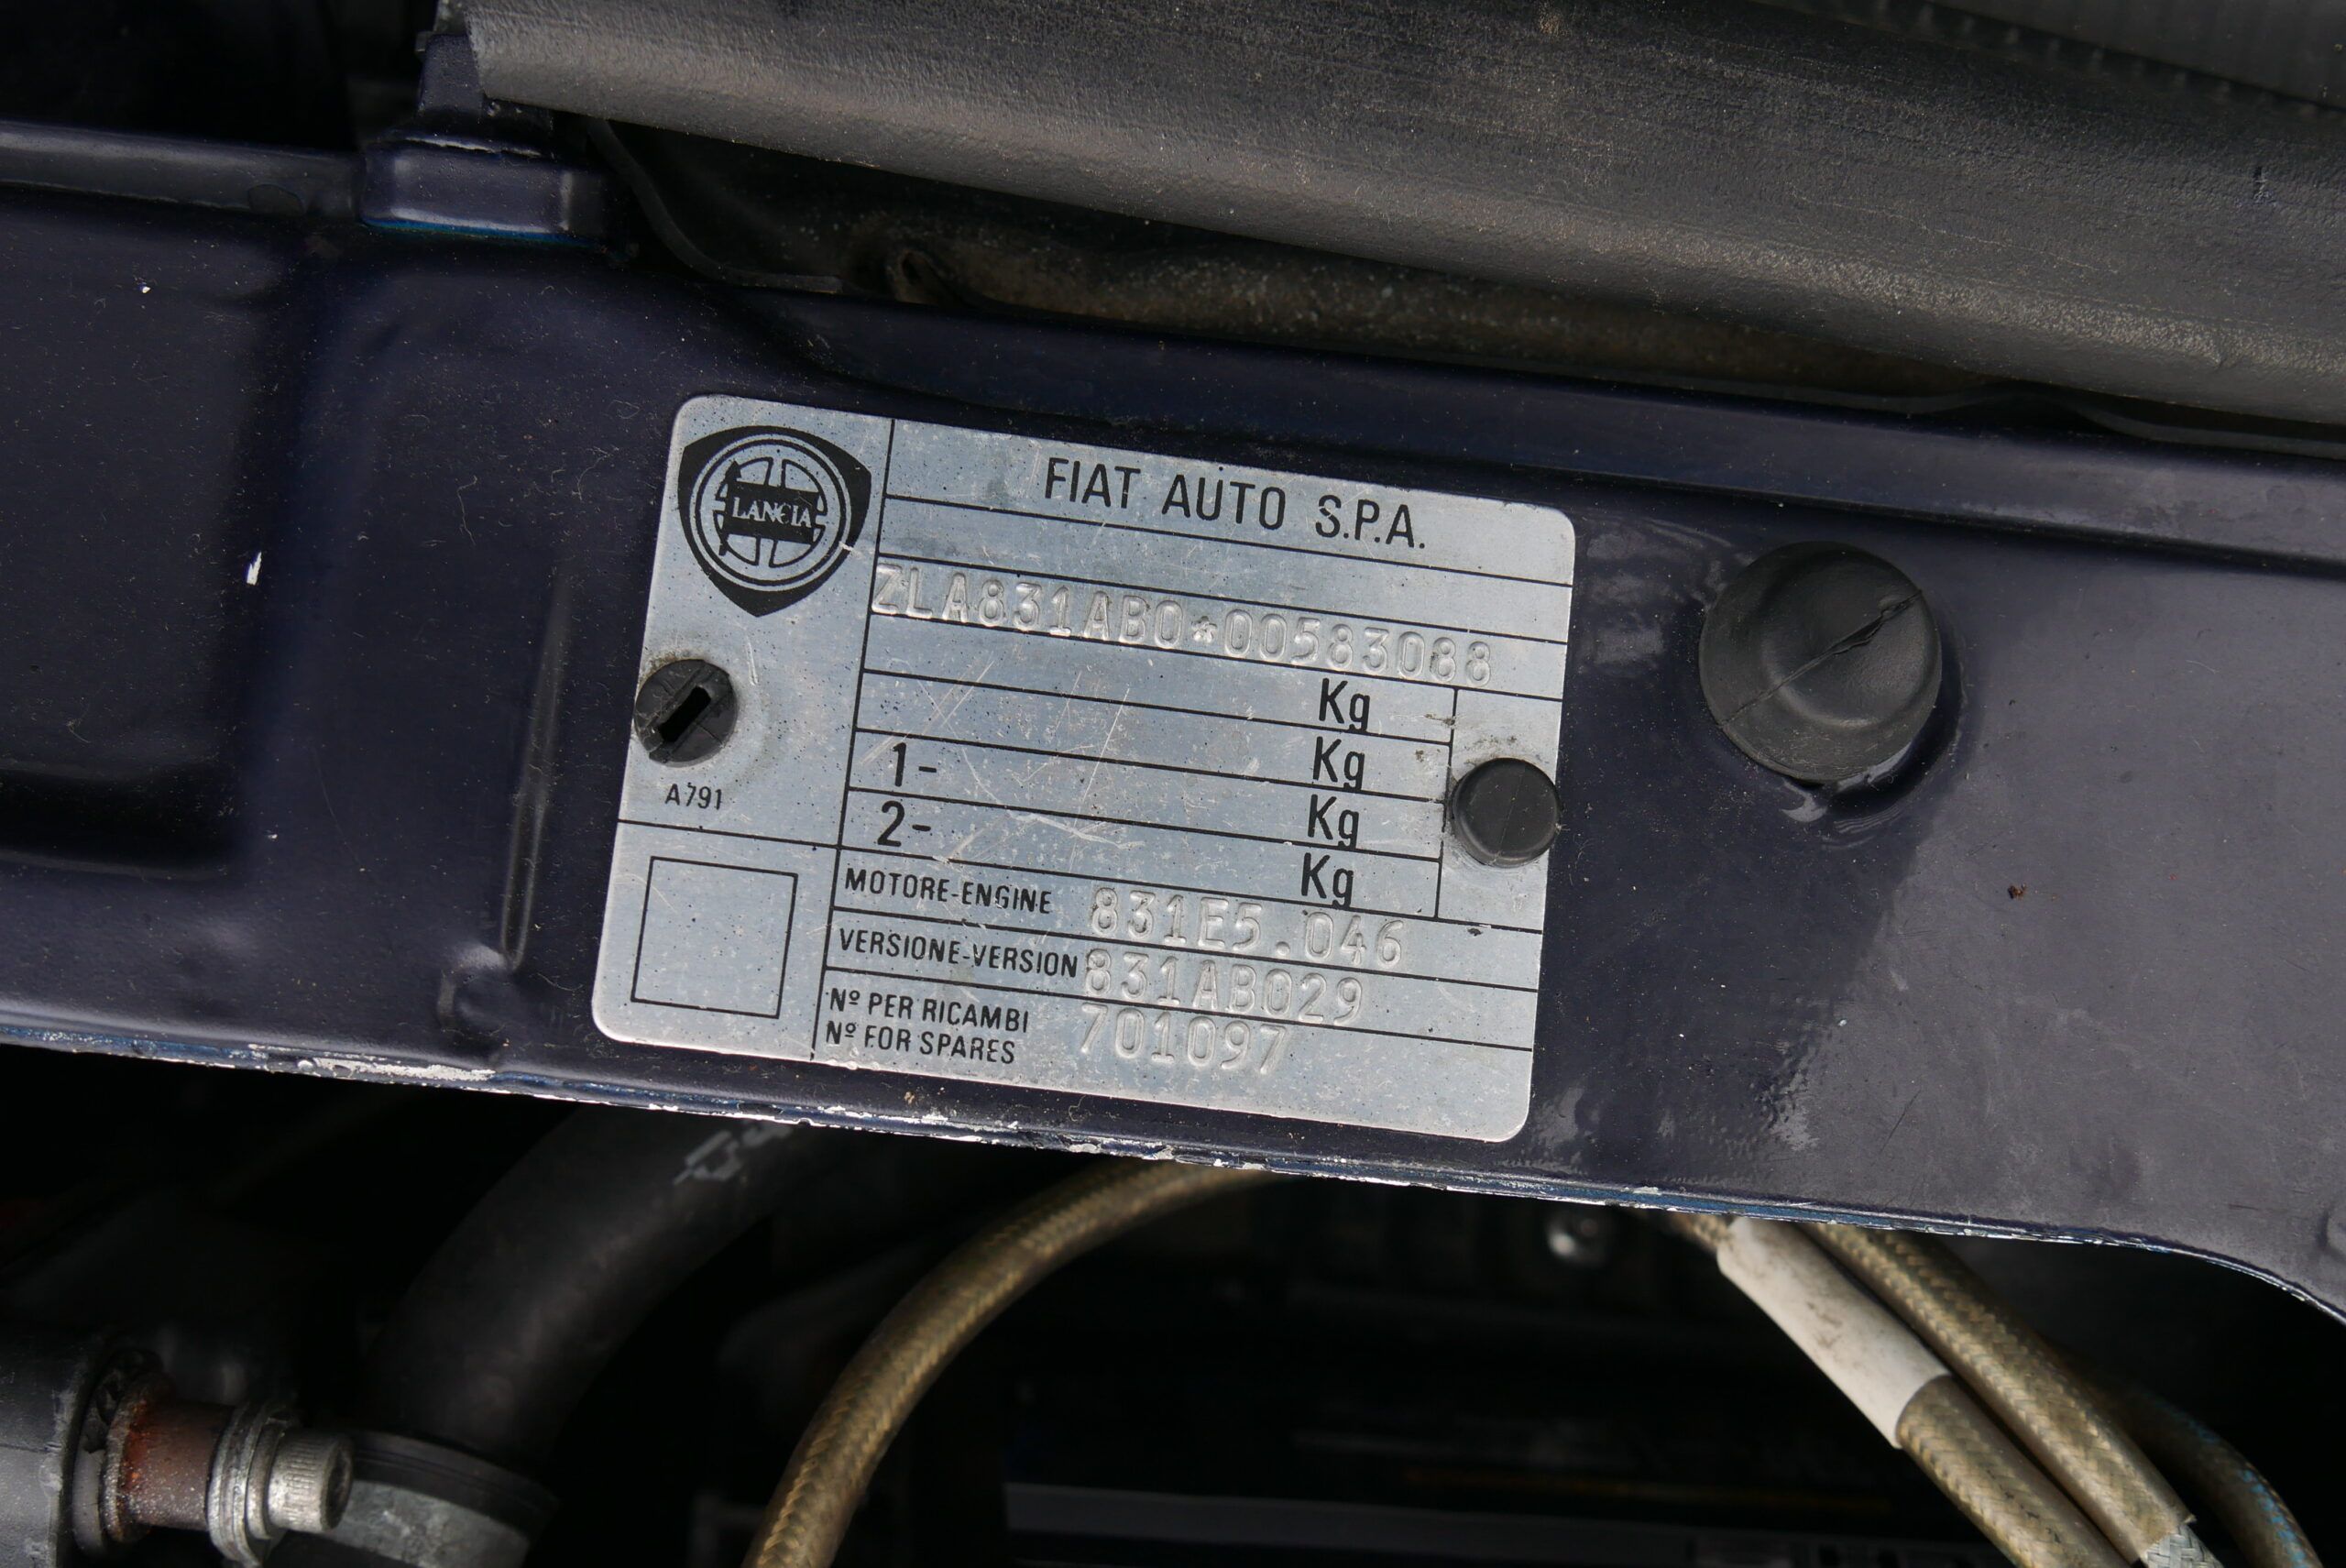 LANCIA
FIAT AUTO S.P.A.
ZLA831AB0*00583088
Kg
1- Kg
2- Kg
Kg
A791
MOTORE-ENGINE 831E5.046
VERSIONE-VERSION 831AB029
Nº PER RICAMBI
Nº FOR SPARES 701097